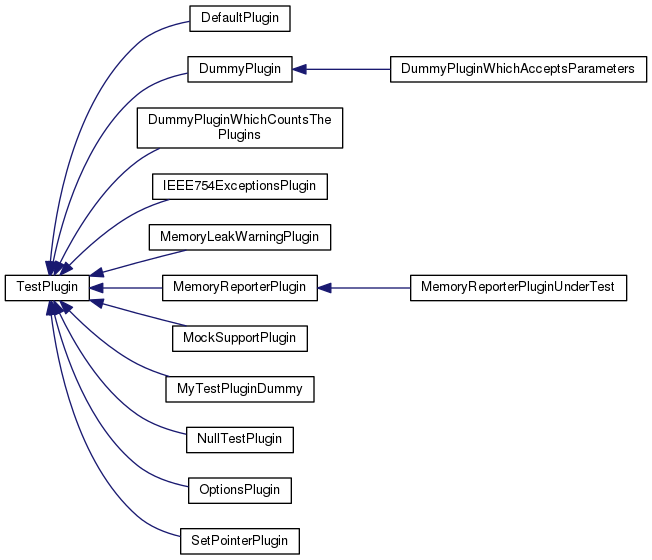 DefaultPlugin
DummyPlugin
DummyPluginWhichAcceptsParameters
DummyPluginWhichCountsThe
Plugins
IEEE754ExceptionsPlugin
MemoryLeakWarningPlugin
TestPlugin
MemoryReporterPlugin
MemoryReporterPluginUnderTest
MockSupportPlugin
MyTestPluginDummy
NullTestPlugin
OptionsPlugin
SetPointerPlugin